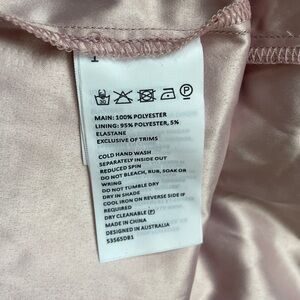 MAIN: 100% POLYESTER
LINING: 95% POLYESTER, 5%
ELASTANE
EXCLUSIVE OF TRIMS
COLD HAND WASH
SEPARATELY INSIDE OUT
REDUCED SPIN
DO NOT BLEACH, RUB, SOAK OR
WRING
DO NOT TUMBLE DRY
DRY IN SHADE
COOL IRON ON REVERSE SIDE IF
REQUIRED
DRY CLEANABLE (P)
MADE IN CHINA
DESIGNED IN AUSTRALIA
53565DB1